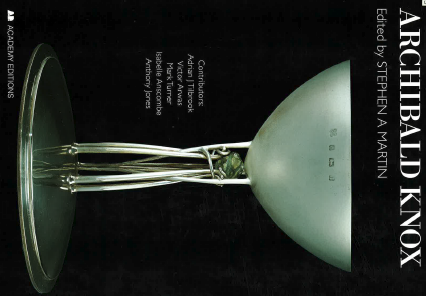 ARCHIBALD KNOX
Edited by STEPHEN A MARTIN
Contributors:
Adrian J Tilbrook
Victor Arwas
Mark Turner
Isabelle Anscombe
Anthony Jones
ACADEMY EDITIONS